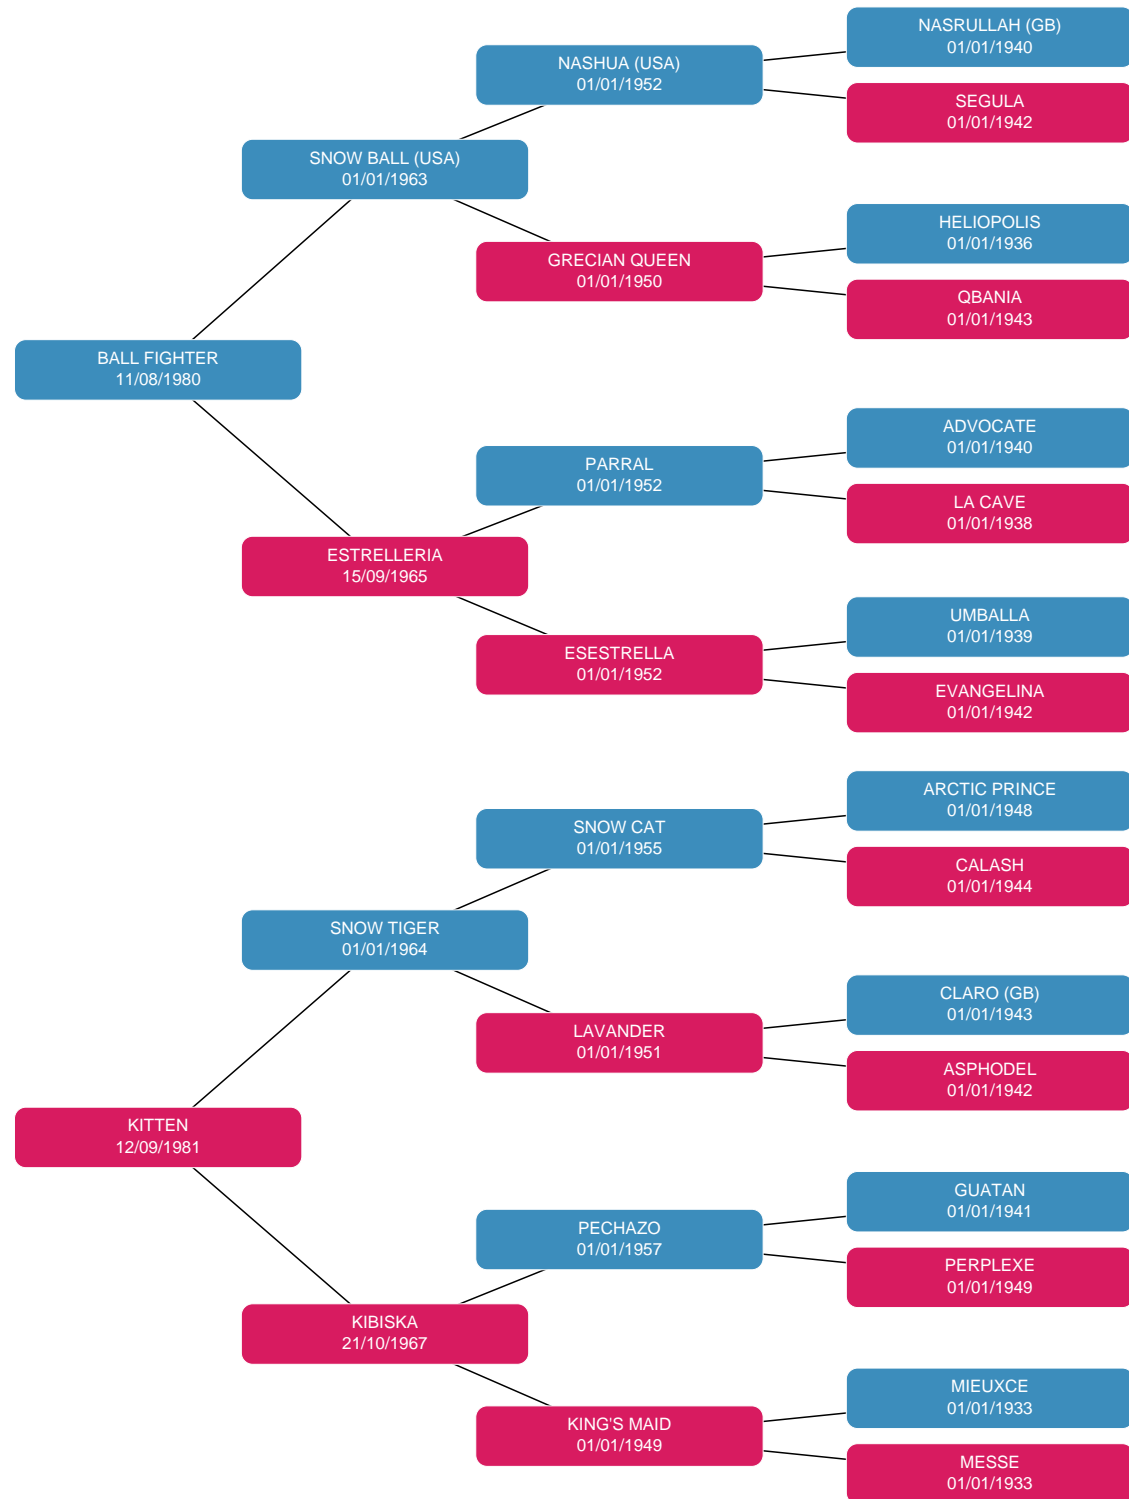 NASRULLAH (GB)
01/01/1940
NASHUA (USA)
01/01/1952
SEGULA
01/01/1942
SNOW BALL (USA)
01/01/1963
HELIOPOLIS
01/01/1936
GRECIAN QUEEN
01/01/1950
QBANIA
01/01/1943
BALL FIGHTER
11/08/1980
ADVOCATE
01/01/1940
PARRAL
01/01/1952
LA CAVE
01/01/1938
ESTRELLERIA
15/09/1965
UMBALLA
01/01/1939
ESESTRELLA
01/01/1952
EVANGELINA
01/01/1942
ARCTIC PRINCE
01/01/1948
SNOW CAT
01/01/1955
CALASH
01/01/1944
SNOW TIGER
01/01/1964
CLARO (GB)
01/01/1943
LAVANDER
01/01/1951
ASPHODEL
01/01/1942
KITTEN
12/09/1981
GUATAN
01/01/1941
PECHAZO
01/01/1957
PERPLEXE
01/01/1949
KIBISKA
21/10/1967
MIEUXCE
01/01/1933
KING'S MAID
01/01/1949
MESSE
01/01/1933